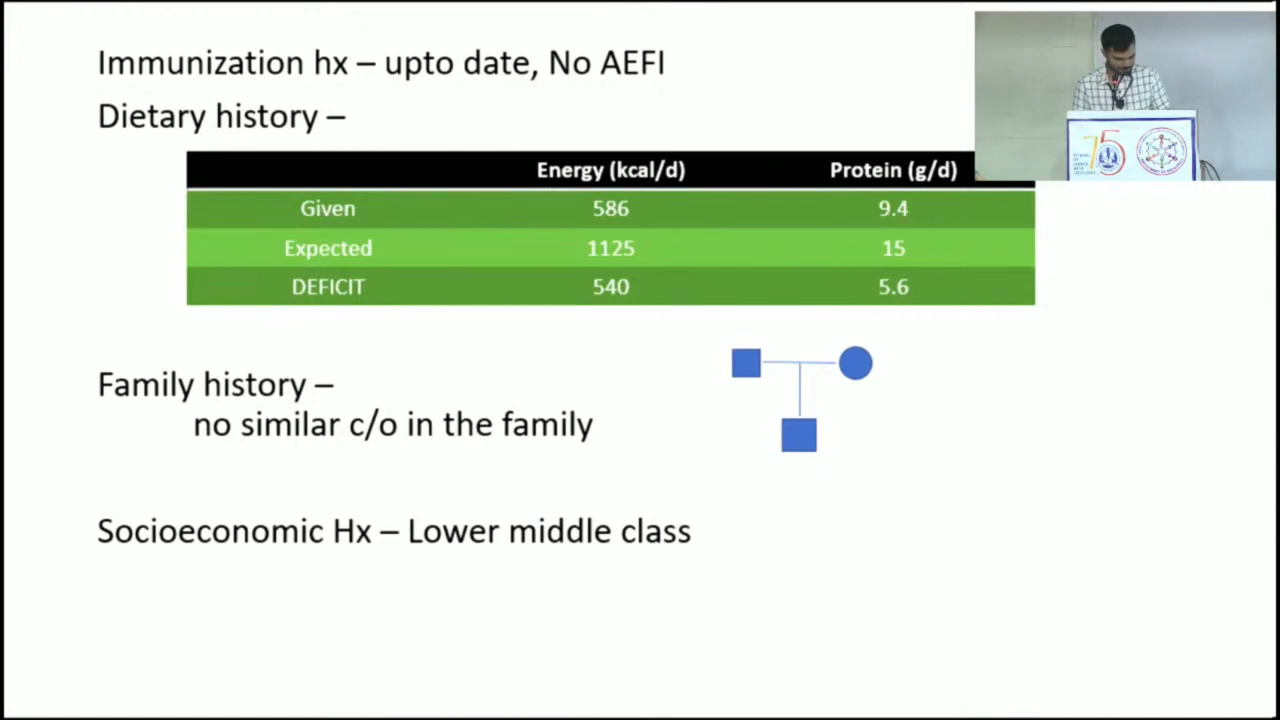 Immunization hx – upto date, No AEFI
Dietary history –
Energy (kcal/d) Protein (g/d)
Given 586 9.4
Expected 1125 15
DEFICIT 540 5.6
Family history –
no similar c/o in the family
Socioeconomic Hx – Lower middle class
75